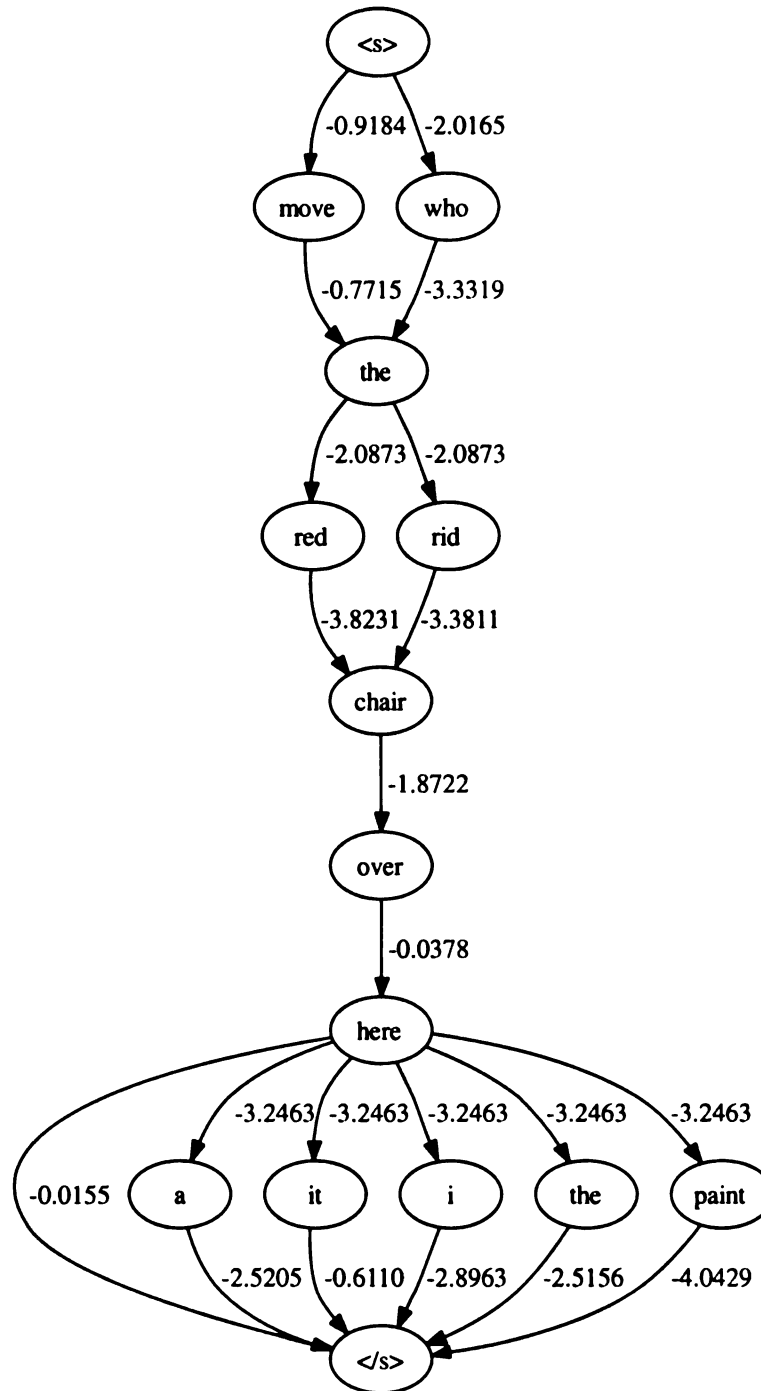 <s>
-0.9184 -2.0165
move who
-0.7715 -3.3319
the
-2.0873 -2.0873
red rid
-3.8231 -3.3811
chair
-1.8722
over
-0.0378
here
-3.2463 -3.2463 -3.2463 -3.2463 -3.2463
-0.0155 a it i the paint
-2.5205 -0.6110 -2.8963 -2.5156 -4.0429
</s>